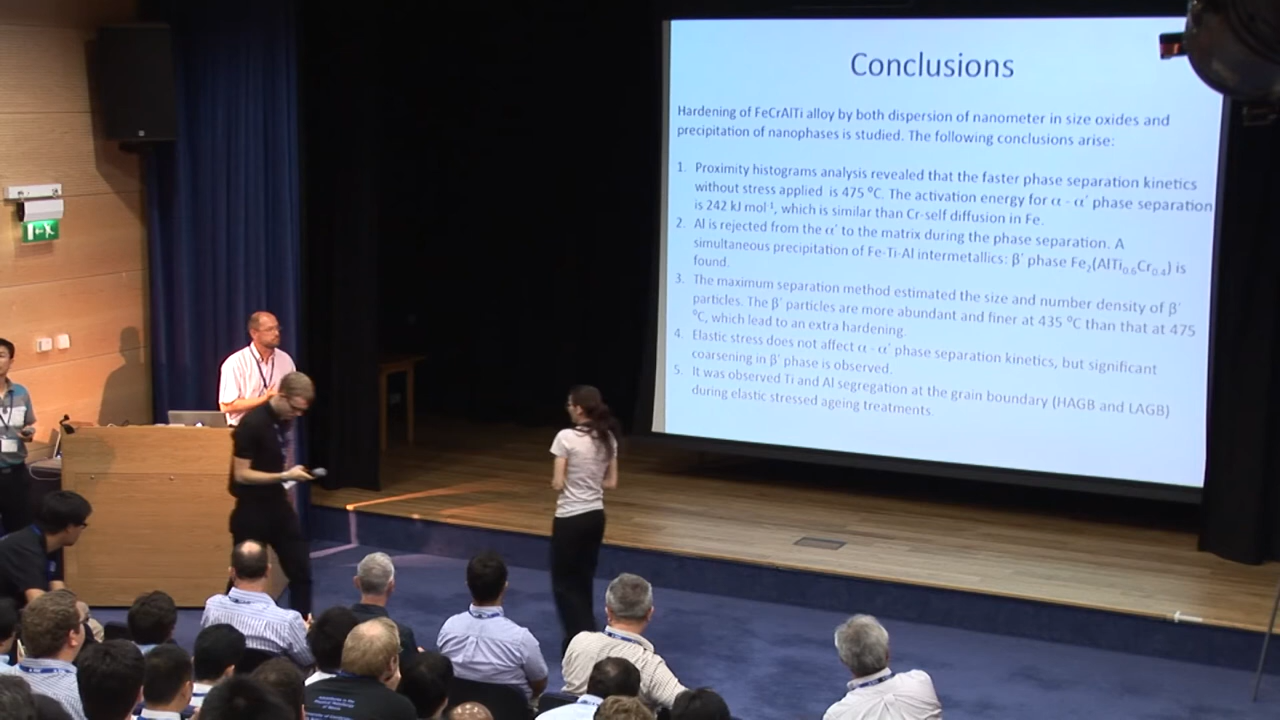 Conclusions
Hardening of FeCrAlTi alloy by both dispersion of nanometer in size oxides and
precipitation of nanophases is studied. The following conclusions arise:
1. Proximity histograms analysis revealed that the faster phase separation kinetics
without stress applied is 475 ºC. The activation energy for α - α´ phase separation
is 242 kJ mol⁻¹, which is similar than Cr-self diffusion in Fe.
2. Al is rejected from the α´ to the matrix during the phase separation. A
simultaneous precipitation of Fe-Ti-Al intermetallics: β´ phase Fe₂(AlTi₀.₆Cr₀.₄) is
found.
3. The maximum separation method estimated the size and number density of β´
particles. The β´ particles are more abundant and finer at 435 ºC than that at 475
ºC, which lead to an extra hardening.
4. Elastic stress does not affect α - α´ phase separation kinetics, but significant
coarsening in β´ phase is observed.
5. It was observed Ti and Al segregation at the grain boundary (HAGB and LAGB)
during elastic stressed ageing treatments.